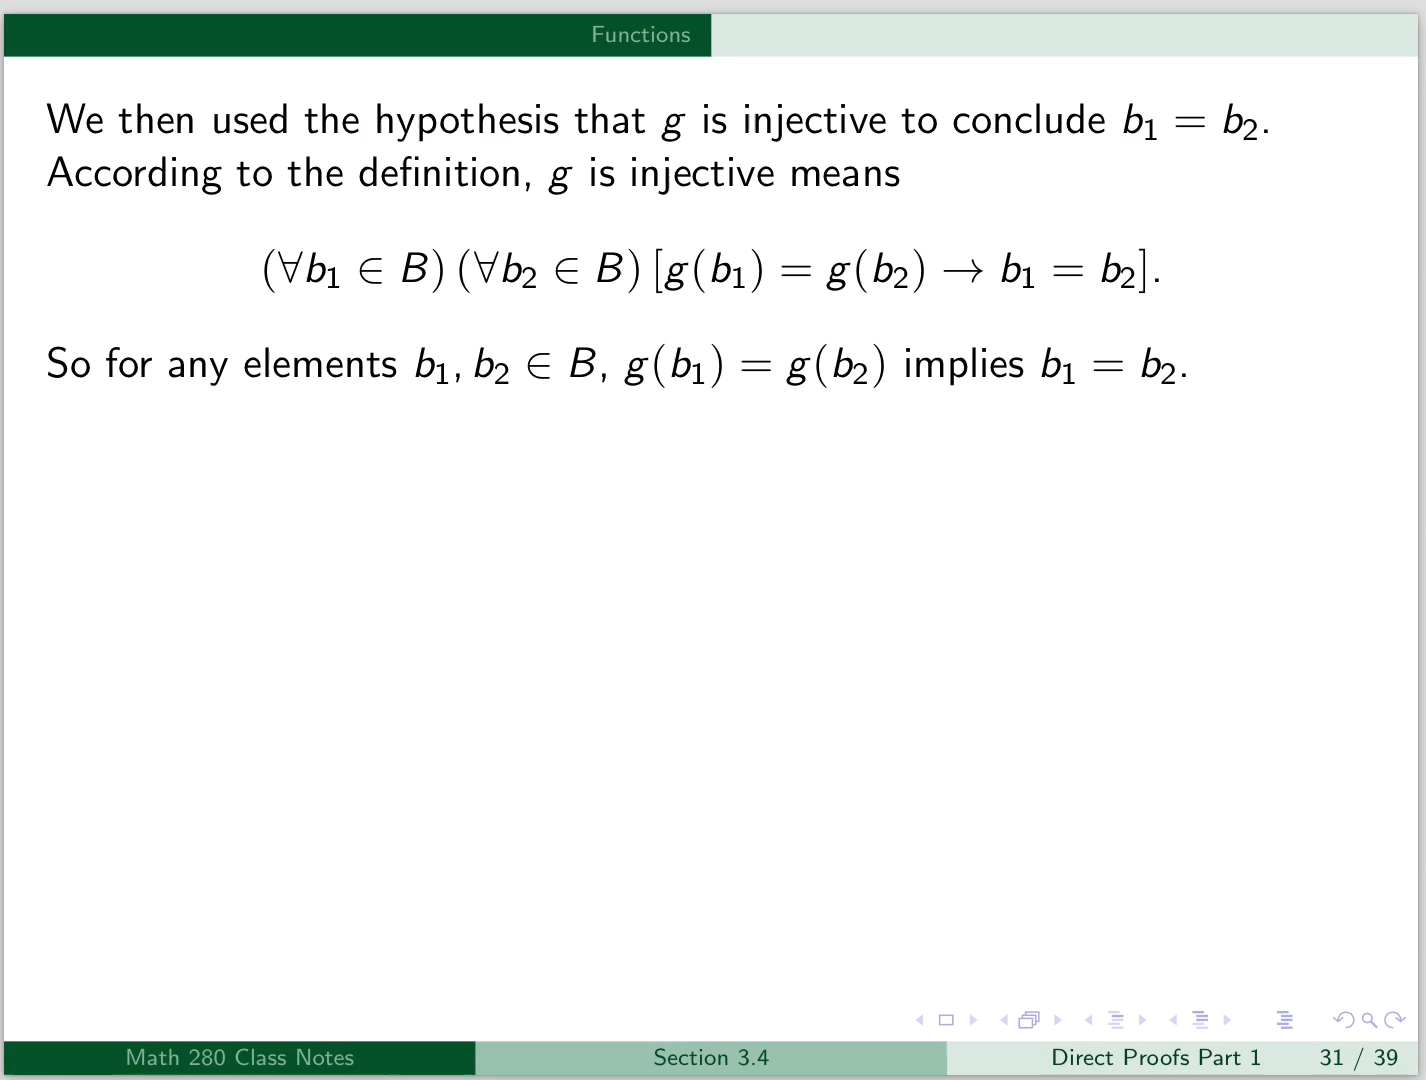 Functions
We then used the hypothesis that g is injective to conclude b₁ = b₂.
According to the definition, g is injective means
(∀b₁ ∈ B) (∀b₂ ∈ B) [g(b₁) = g(b₂) → b₁ = b₂].
So for any elements b₁, b₂ ∈ B, g(b₁) = g(b₂) implies b₁ = b₂.
Math 280 Class Notes Section 3.4 Direct Proofs Part 1 31 / 39